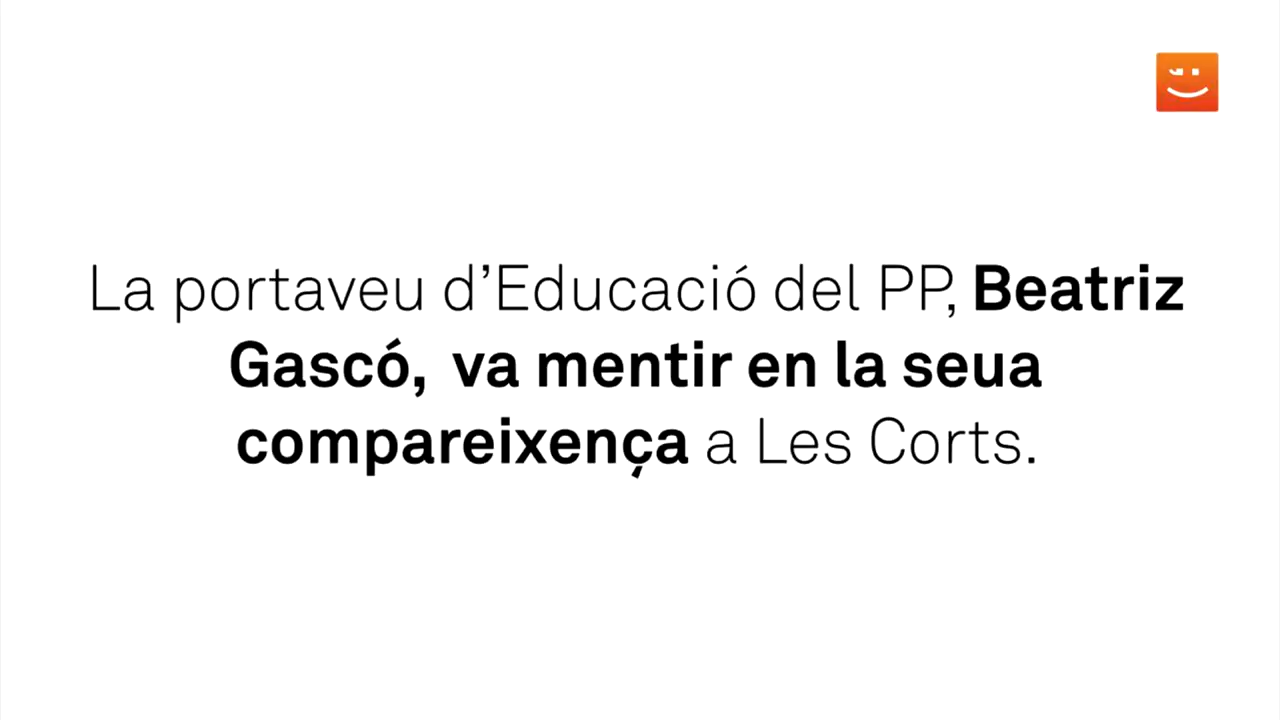 La portaveu d’Educació del PP, Beatriz
Gascó,  va mentir en la seua
compareixença a Les Corts.